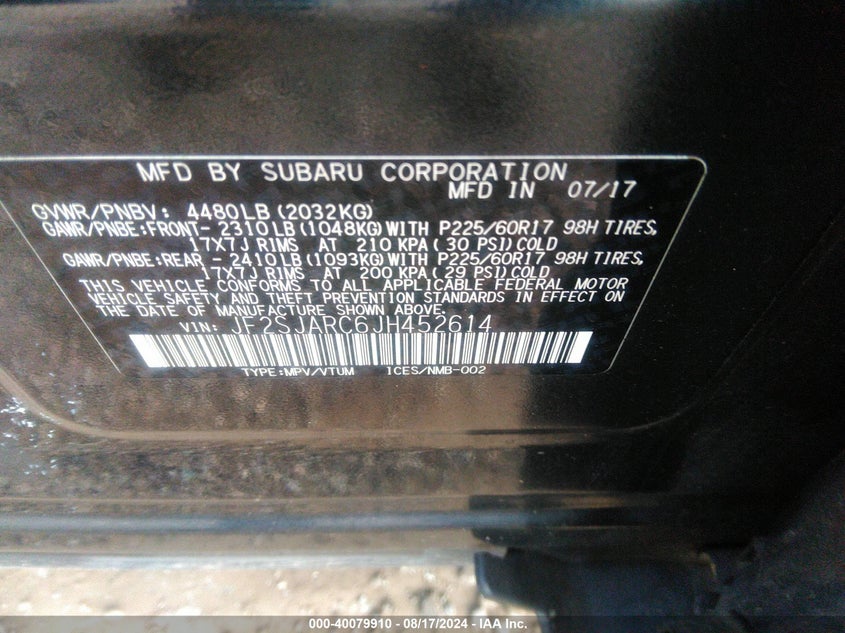 MFD BY SUBARU CORPORATION
MFD IN 07/17
GVWR/PNBV: 4480LB (2032KG)
GAWR/PNBE:FRONT- 2310LB (1048KG) WITH P225/60R17 98H TIRES,
17X7J RIMS AT 210 KPA( 30 PSI) COLD
GAWR/PNBE:REAR - 2410LB (1093KG) WITH P225/60R17 98H TIRES,
17X7J RIMS AT 200 KPA( 29 PSI) COLD
THIS VEHICLE CONFORMS TO ALL APPLICABLE FEDERAL MOTOR
VEHICLE SAFETY AND THEFT PREVENTION STANDARDS IN EFFECT ON
THE DATE OF MANUFACTURE SHOWN ABOVE.
VIN: JF2SJARC6JH452614
TYPE:MPV/VTUM ICES/NMB-002
000-40079910 - 08/17/2024 - IAA Inc.